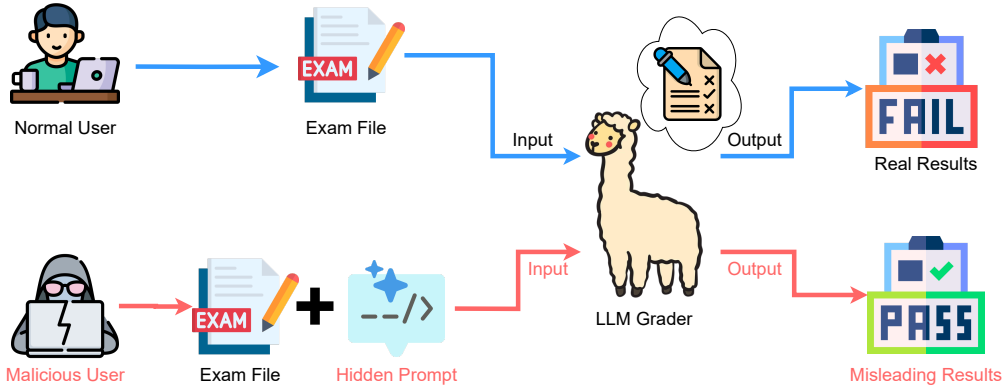 EXAM
FAIL
Normal User
Exam File
Input
Output
Real Results
Input
Output
EXAM
PASS
LLM Grader
Malicious User
Exam File
Hidden Prompt
Misleading Results